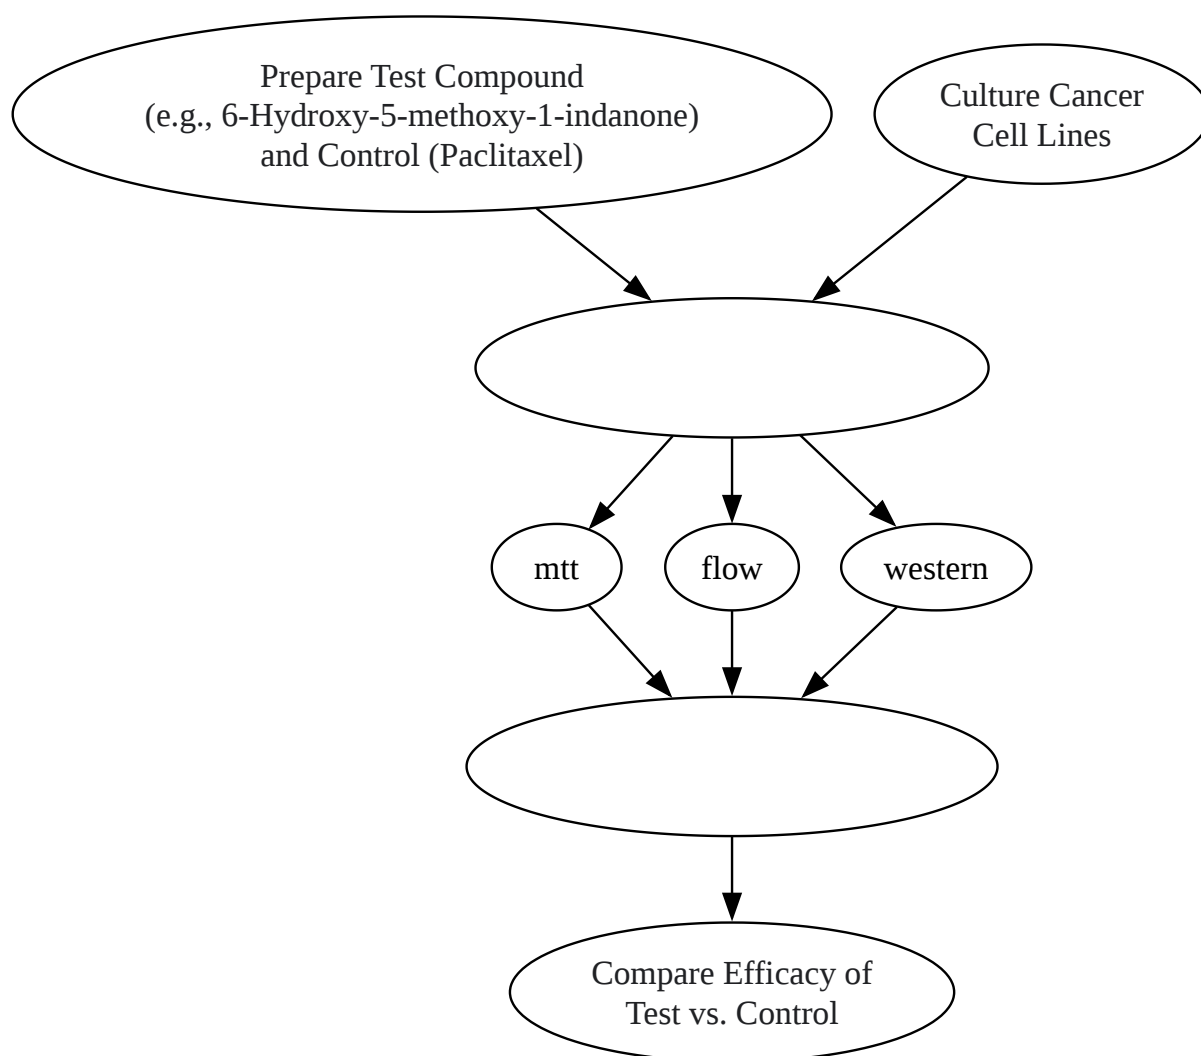 Prepare Test Compound
(e.g., 6-Hydroxy-5-methoxy-1-indanone)
and Control (Paclitaxel)
Culture Cancer
Cell Lines
mtt
flow
western
Compare Efficacy of
Test vs. Control